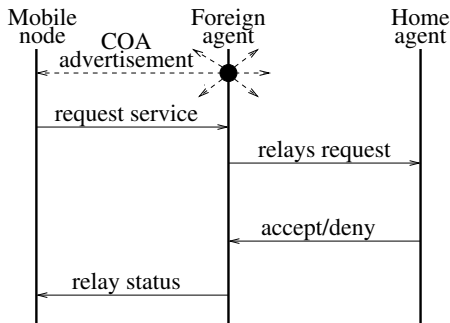 Mobile
node
Foreign
agent
Home
agent
COA
advertisement
request service
relays request
accept/deny
relay status